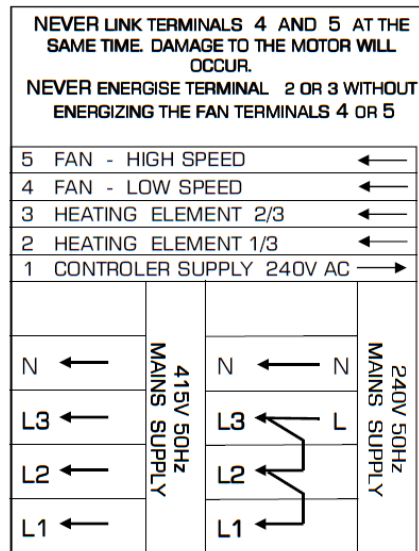 NEVER LINK TERMINALS 4 AND 5 AT THE
SAME TIME. DAMAGE TO THE MOTOR WILL
OCCUR.
NEVER ENERGISE TERMINAL 2 OR 3 WITHOUT
ENERGIZING THE FAN TERMINALS 4 OR 5
5 FAN - HIGH SPEED
4 FAN - LOW SPEED
3 HEATING ELEMENT 2/3
2 HEATING ELEMENT 1/3
1 CONTROLER SUPPLY 240V AC
N
L3
L2
L1
415V 50Hz
MAINS SUPPLY
N N
L3 L
L2
L1
240V 50Hz
MAINS SUPPLY